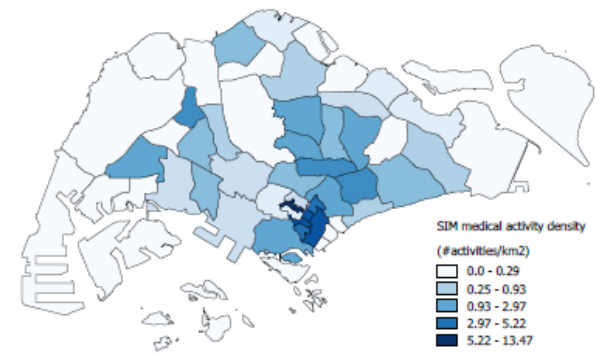 SIM medical activity density
(#activities/km2)
0.0 - 0.29
0.25 - 0.93
0.93 - 2.97
2.97 - 5.22
5.22 - 13.47